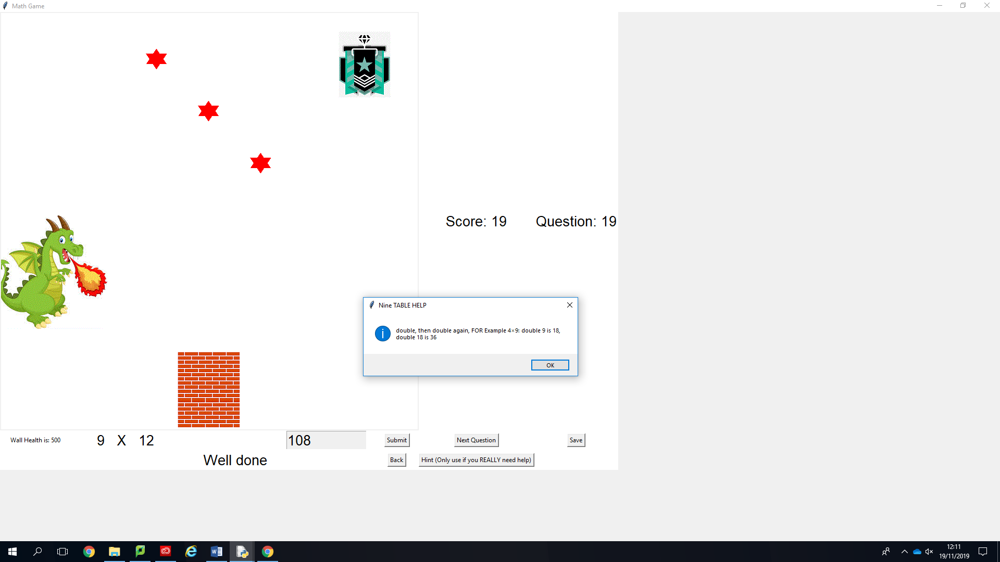 Math Game
Score: 19 Question: 19
Nine TABLE HELP
double, then double again, FOR Example 4×9: double 9 is 18,
double 18 is 36
OK
Wall Health is: 500 9 X 12 108 Submit Next Question Save
Well done Back Hint (Only use if you REALLY need help)
12:11
19/11/2019